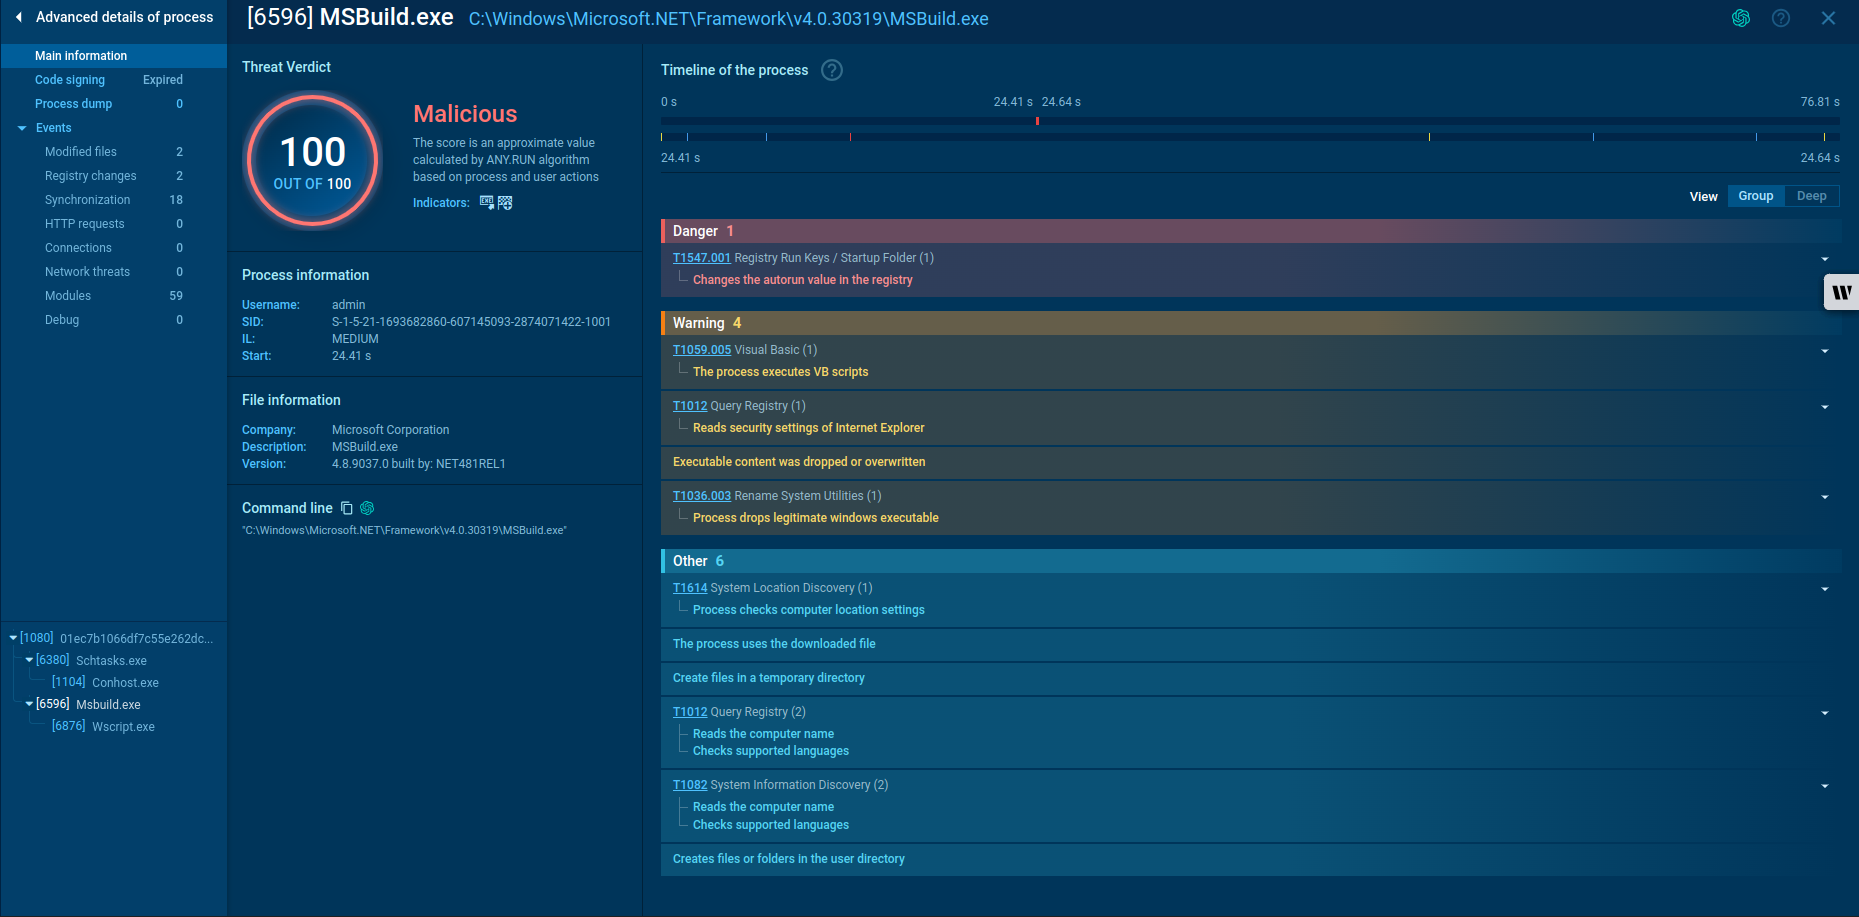 Advanced details of process
[6596] MSBuild.exe C:\Windows\Microsoft.NET\Framework\v4.0.30319\MSBuild.exe
Main information
Code signing Expired
Process dump 0
Events
Modified files 2
Registry changes 2
Synchronization 18
HTTP requests 0
Connections 0
Network threats 0
Modules 59
Debug 0
[1080] 01ec7b1066df7c55e262dc...
[6380] Schtasks.exe
[1104] Conhost.exe
[6596] Msbuild.exe
[6876] Wscript.exe
Threat Verdict
100
OUT OF 100
Malicious
The score is an approximate value
calculated by ANY.RUN algorithm
based on process and user actions
Indicators:
Process information
Username: admin
SID: S-1-5-21-1693682860-607145093-2874071422-1001
IL: MEDIUM
Start: 24.41 s
File information
Company: Microsoft Corporation
Description: MSBuild.exe
Version: 4.8.9037.0 built by: NET481REL1
Command line
"C:\Windows\Microsoft.NET\Framework\v4.0.30319\MSBuild.exe"
Timeline of the process ?
0 s 24.41 s 24.64 s 76.81 s
24.41 s 24.64 s
View Group Deep
Danger 1
T1547.001 Registry Run Keys / Startup Folder (1)
Changes the autorun value in the registry
Warning 4
T1059.005 Visual Basic (1)
The process executes VB scripts
T1012 Query Registry (1)
Reads security settings of Internet Explorer
Executable content was dropped or overwritten
T1036.003 Rename System Utilities (1)
Process drops legitimate windows executable
Other 6
T1614 System Location Discovery (1)
Process checks computer location settings
The process uses the downloaded file
Create files in a temporary directory
T1012 Query Registry (2)
Reads the computer name
Checks supported languages
T1082 System Information Discovery (2)
Reads the computer name
Checks supported languages
Creates files or folders in the user directory